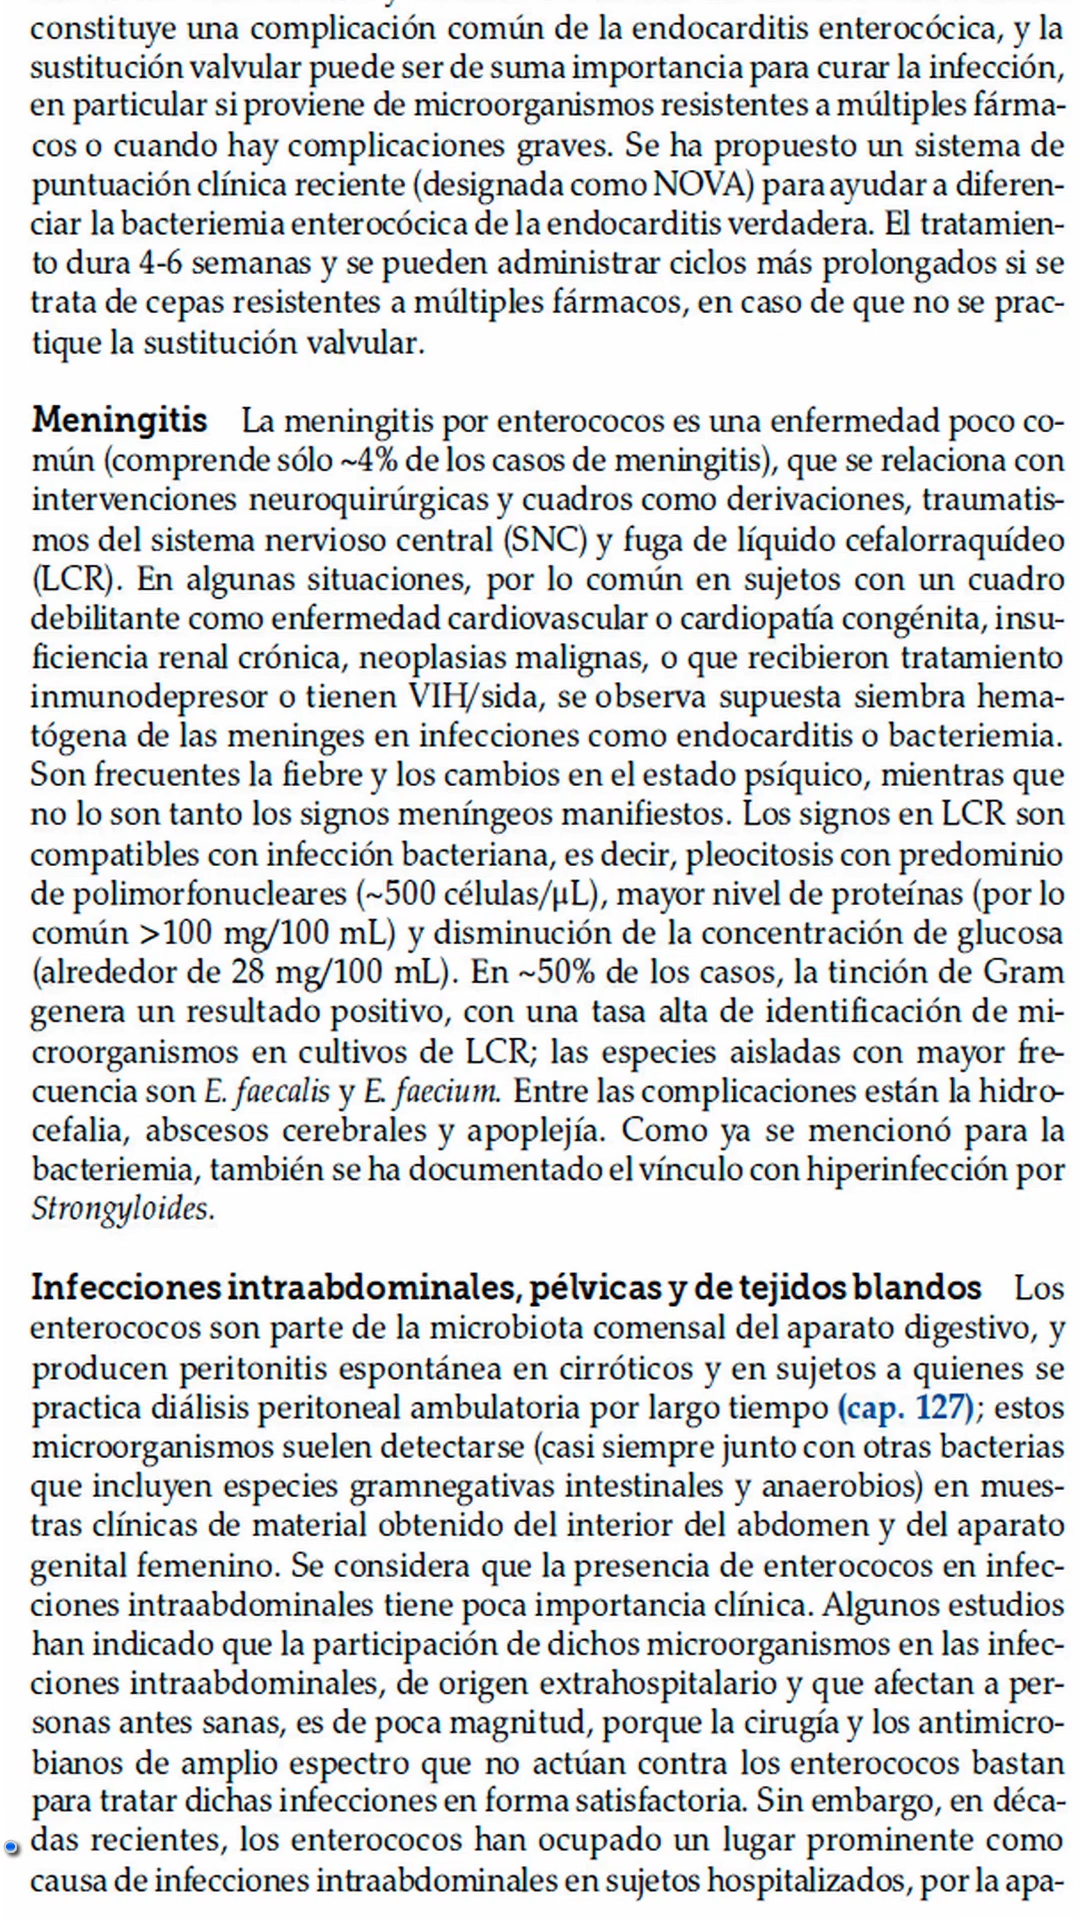 constituye una complicación común de la endocarditis enterocócica, y la
sustitución valvular puede ser de suma importancia para curar la infección,
en particular si proviene de microorganismos resistentes a múltiples fárma-
cos o cuando hay complicaciones graves. Se ha propuesto un sistema de
puntuación clínica reciente (designada como NOVA) para ayudar a diferen-
ciar la bacteriemia enterocócica de la endocarditis verdadera. El tratamien-
to dura 4-6 semanas y se pueden administrar ciclos más prolongados si se
trata de cepas resistentes a múltiples fármacos, en caso de que no se prac-
tique la sustitución valvular.
Meningitis La meningitis por enterococos es una enfermedad poco co-
mún (comprende sólo ~4% de los casos de meningitis), que se relaciona con
intervenciones neuroquirúrgicas y cuadros como derivaciones, traumatis-
mos del sistema nervioso central (SNC) y fuga de líquido cefalorraquídeo
(LCR). En algunas situaciones, por lo común en sujetos con un cuadro
debilitante como enfermedad cardiovascular o cardiopatía congénita, insu-
ficiencia renal crónica, neoplasias malignas, o que recibieron tratamiento
inmunodepresor o tienen VIH/sida, se observa supuesta siembra hema-
tógena de las meninges en infecciones como endocarditis o bacteriemia.
Son frecuentes la fiebre y los cambios en el estado psíquico, mientras que
no lo son tanto los signos meníngeos manifiestos. Los signos en LCR son
compatibles con infección bacteriana, es decir, pleocitosis con predominio
de polimorfonucleares (~500 células/µL), mayor nivel de proteínas (por lo
común >100 mg/100 mL) y disminución de la concentración de glucosa
(alrededor de 28 mg/100 mL). En ~50% de los casos, la tinción de Gram
genera un resultado positivo, con una tasa alta de identificación de mi-
croorganismos en cultivos de LCR; las especies aisladas con mayor fre-
cuencia son E. faecalis y E. faecium. Entre las complicaciones están la hidro-
cefalia, abscesos cerebrales y apoplejía. Como ya se mencionó para la
bacteriemia, también se ha documentado el vínculo con hiperinfección por
Strongyloides.
Infecciones intraabdominales, pélvicas y de tejidos blandos Los
enterococos son parte de la microbiota comensal del aparato digestivo, y
producen peritonitis espontánea en cirróticos y en sujetos a quienes se
practica diálisis peritoneal ambulatoria por largo tiempo (cap. 127); estos
microorganismos suelen detectarse (casi siempre junto con otras bacterias
que incluyen especies gramnegativas intestinales y anaerobios) en mues-
tras clínicas de material obtenido del interior del abdomen y del aparato
genital femenino. Se considera que la presencia de enterococos en infec-
ciones intraabdominales tiene poca importancia clínica. Algunos estudios
han indicado que la participación de dichos microorganismos en las infec-
ciones intraabdominales, de origen extrahospitalario y que afectan a per-
sonas antes sanas, es de poca magnitud, porque la cirugía y los antimicro-
bianos de amplio espectro que no actúan contra los enterococos bastan
para tratar dichas infecciones en forma satisfactoria. Sin embargo, en déca-
das recientes, los enterococos han ocupado un lugar prominente como
causa de infecciones intraabdominales en sujetos hospitalizados, por la apa-